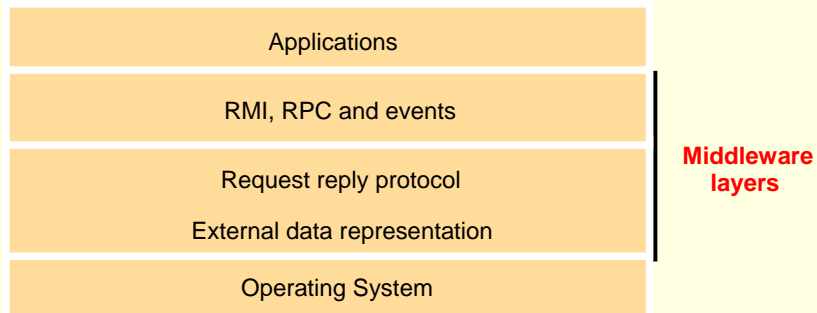 Applications
RMI, RPC and events
Request reply protocol
External data representation
Operating System
Middleware
layers